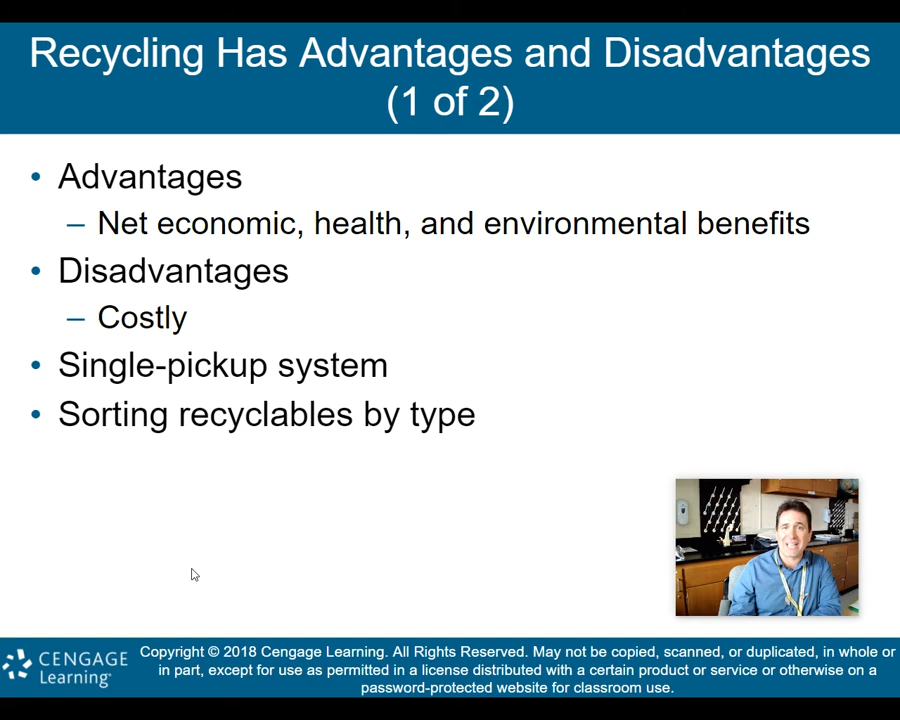 Recycling Has Advantages and Disadvantages
(1 of 2)
• Advantages
– Net economic, health, and environmental benefits
• Disadvantages
– Costly
• Single-pickup system
• Sorting recyclables by type
CENGAGE
Learning™
Copyright © 2018 Cengage Learning. All Rights Reserved. May not be copied, scanned, or duplicated, in whole or
in part, except for use as permitted in a license distributed with a certain product or service or otherwise on a
password-protected website for classroom use.